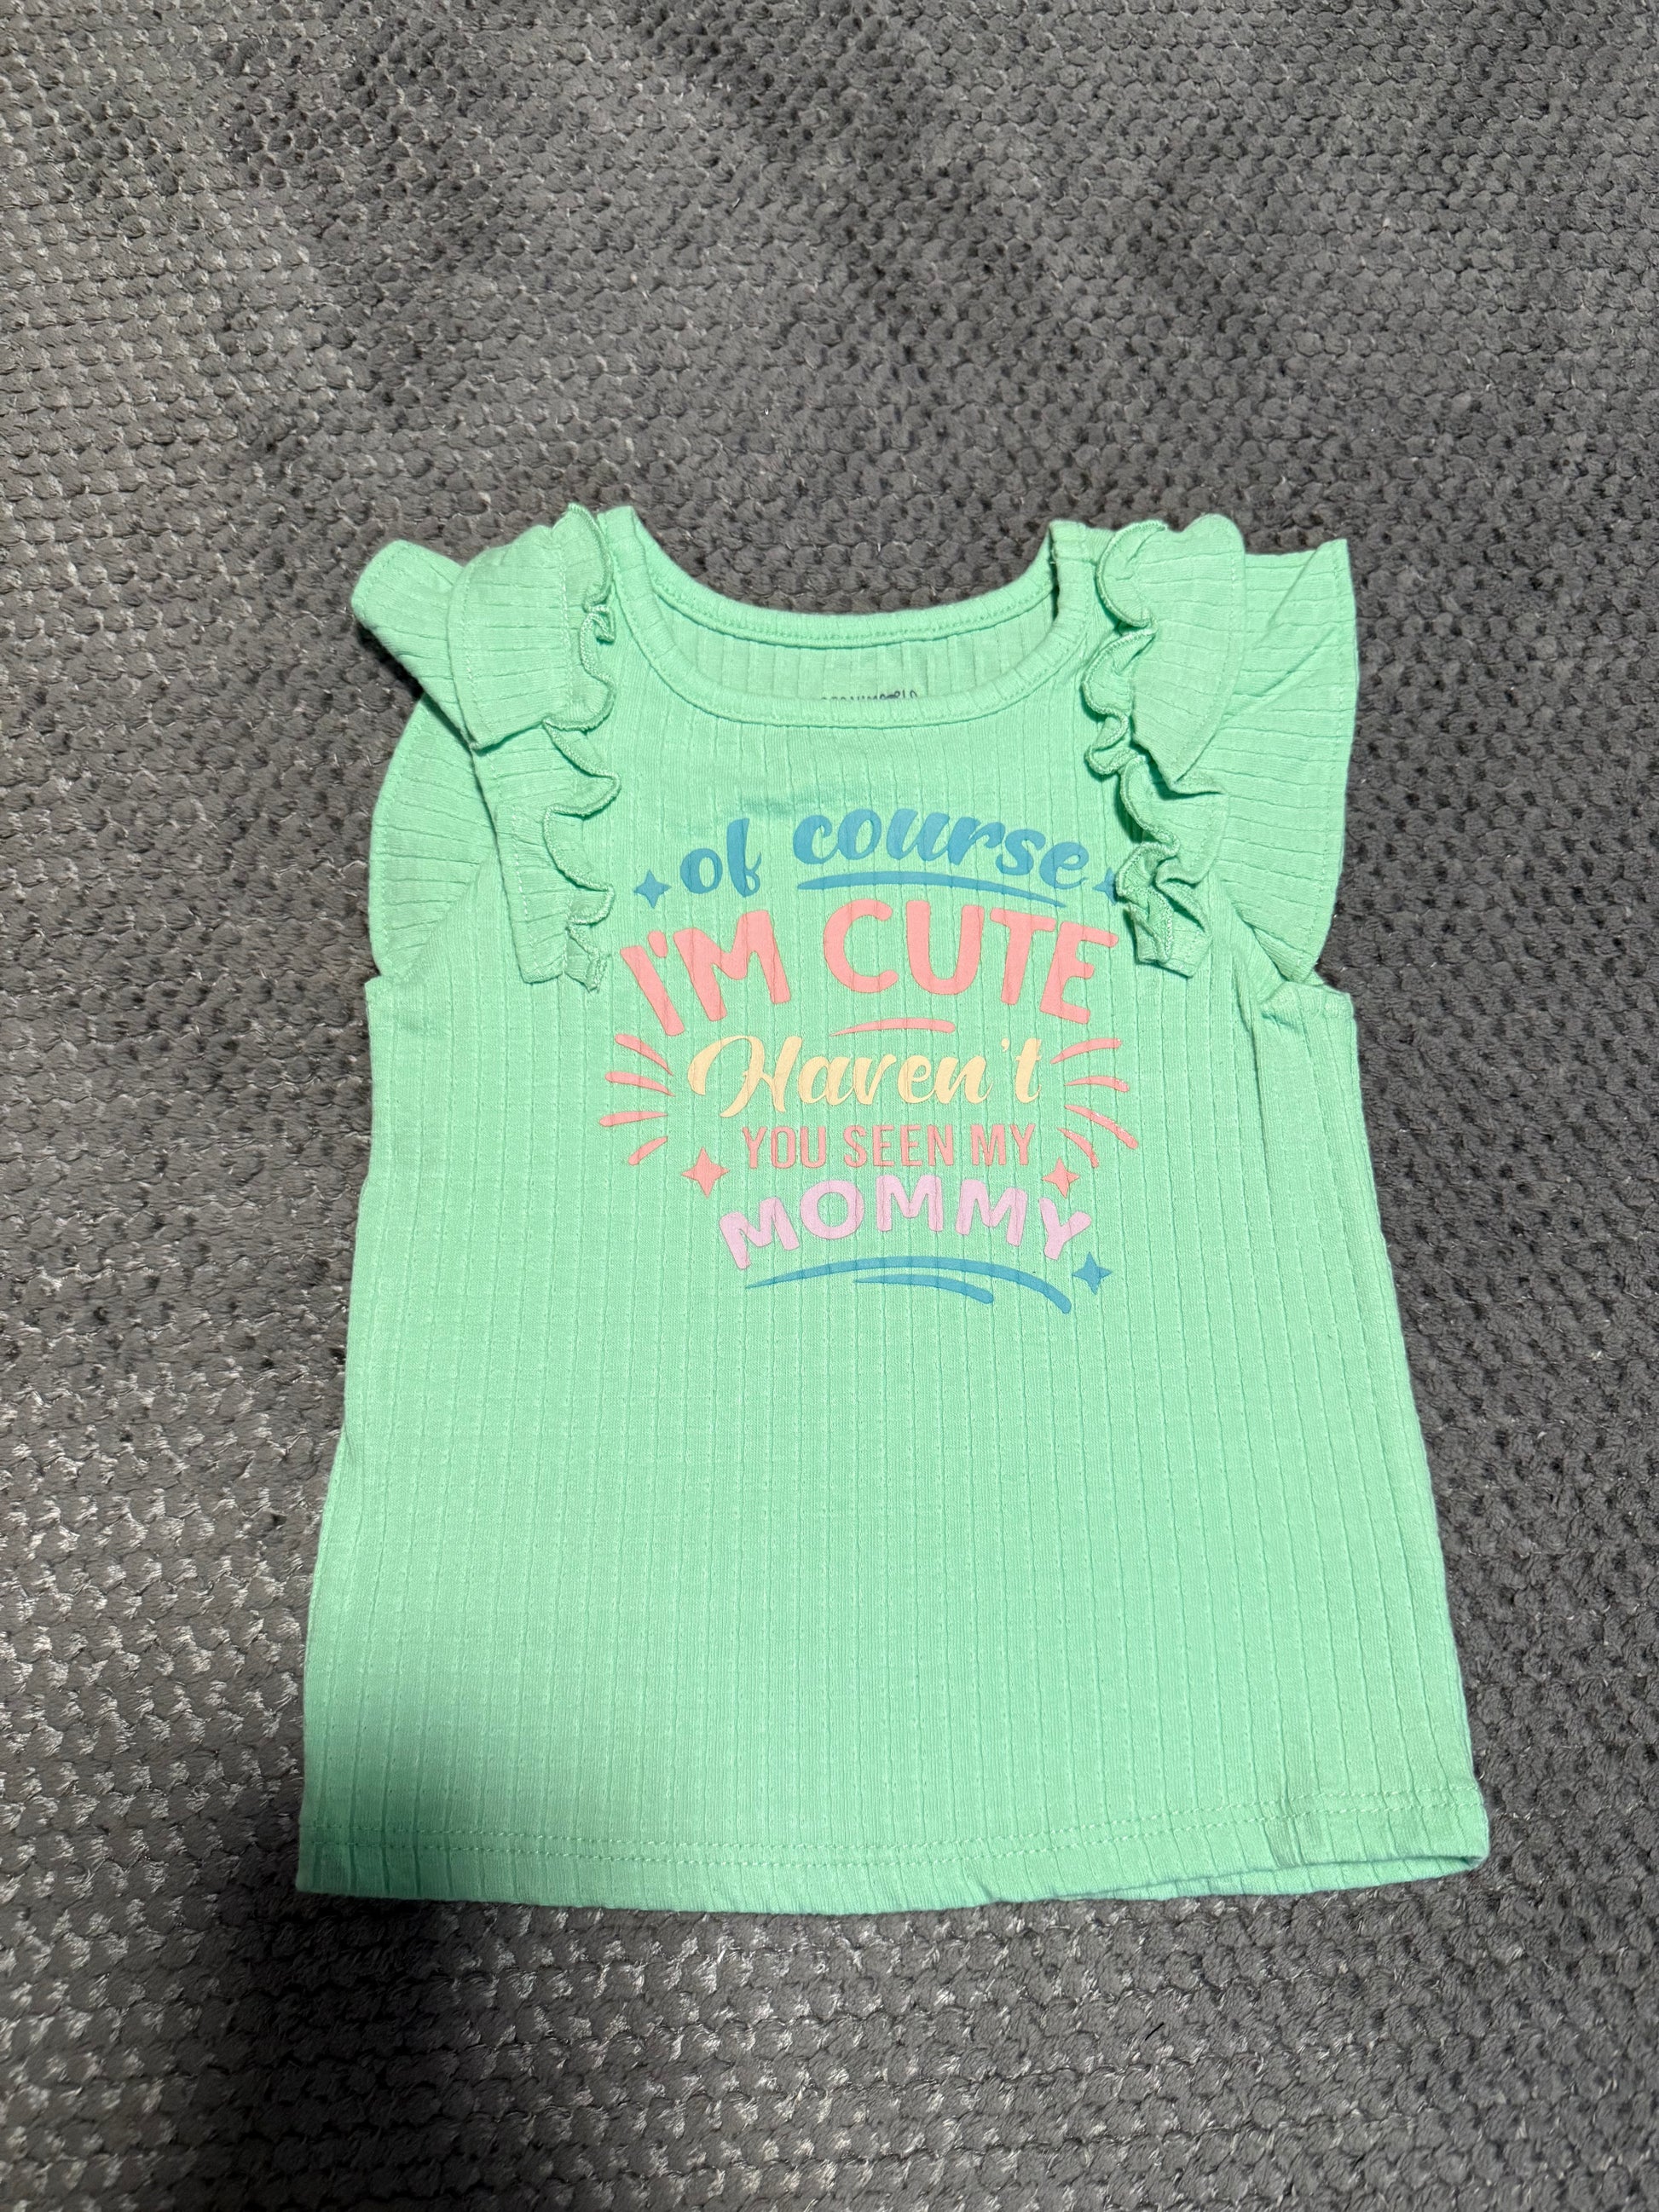 of course
I'M CUTE
Haven't
YOU SEEN MY
MOMMY